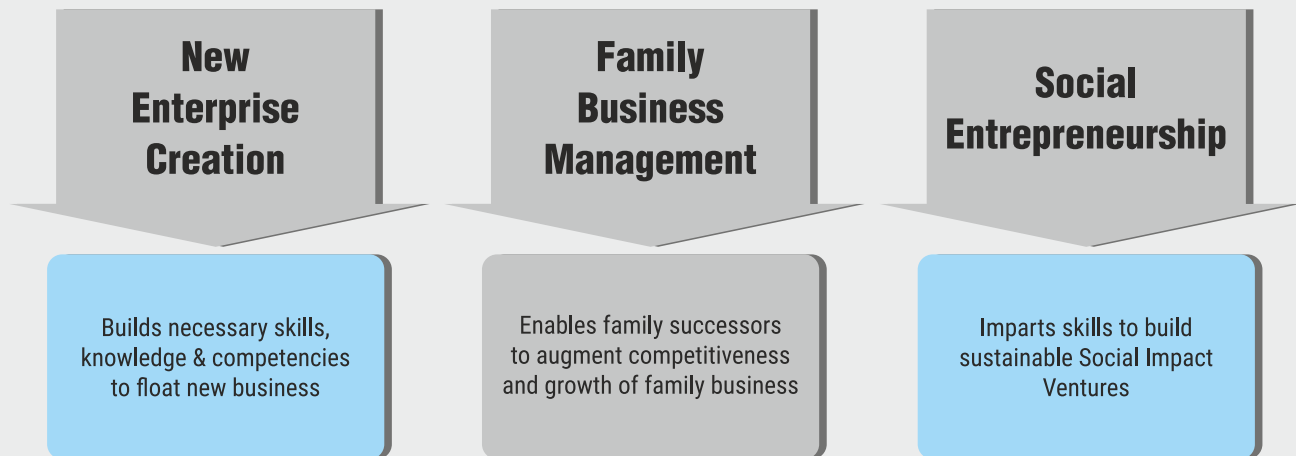 New
Enterprise
Creation
Builds necessary skills,
knowledge & competencies
to float new business
Family
Business
Management
Enables family successors
to augment competitiveness
and growth of family business
Social
Entrepreneurship
Imparts skills to build
sustainable Social Impact
Ventures